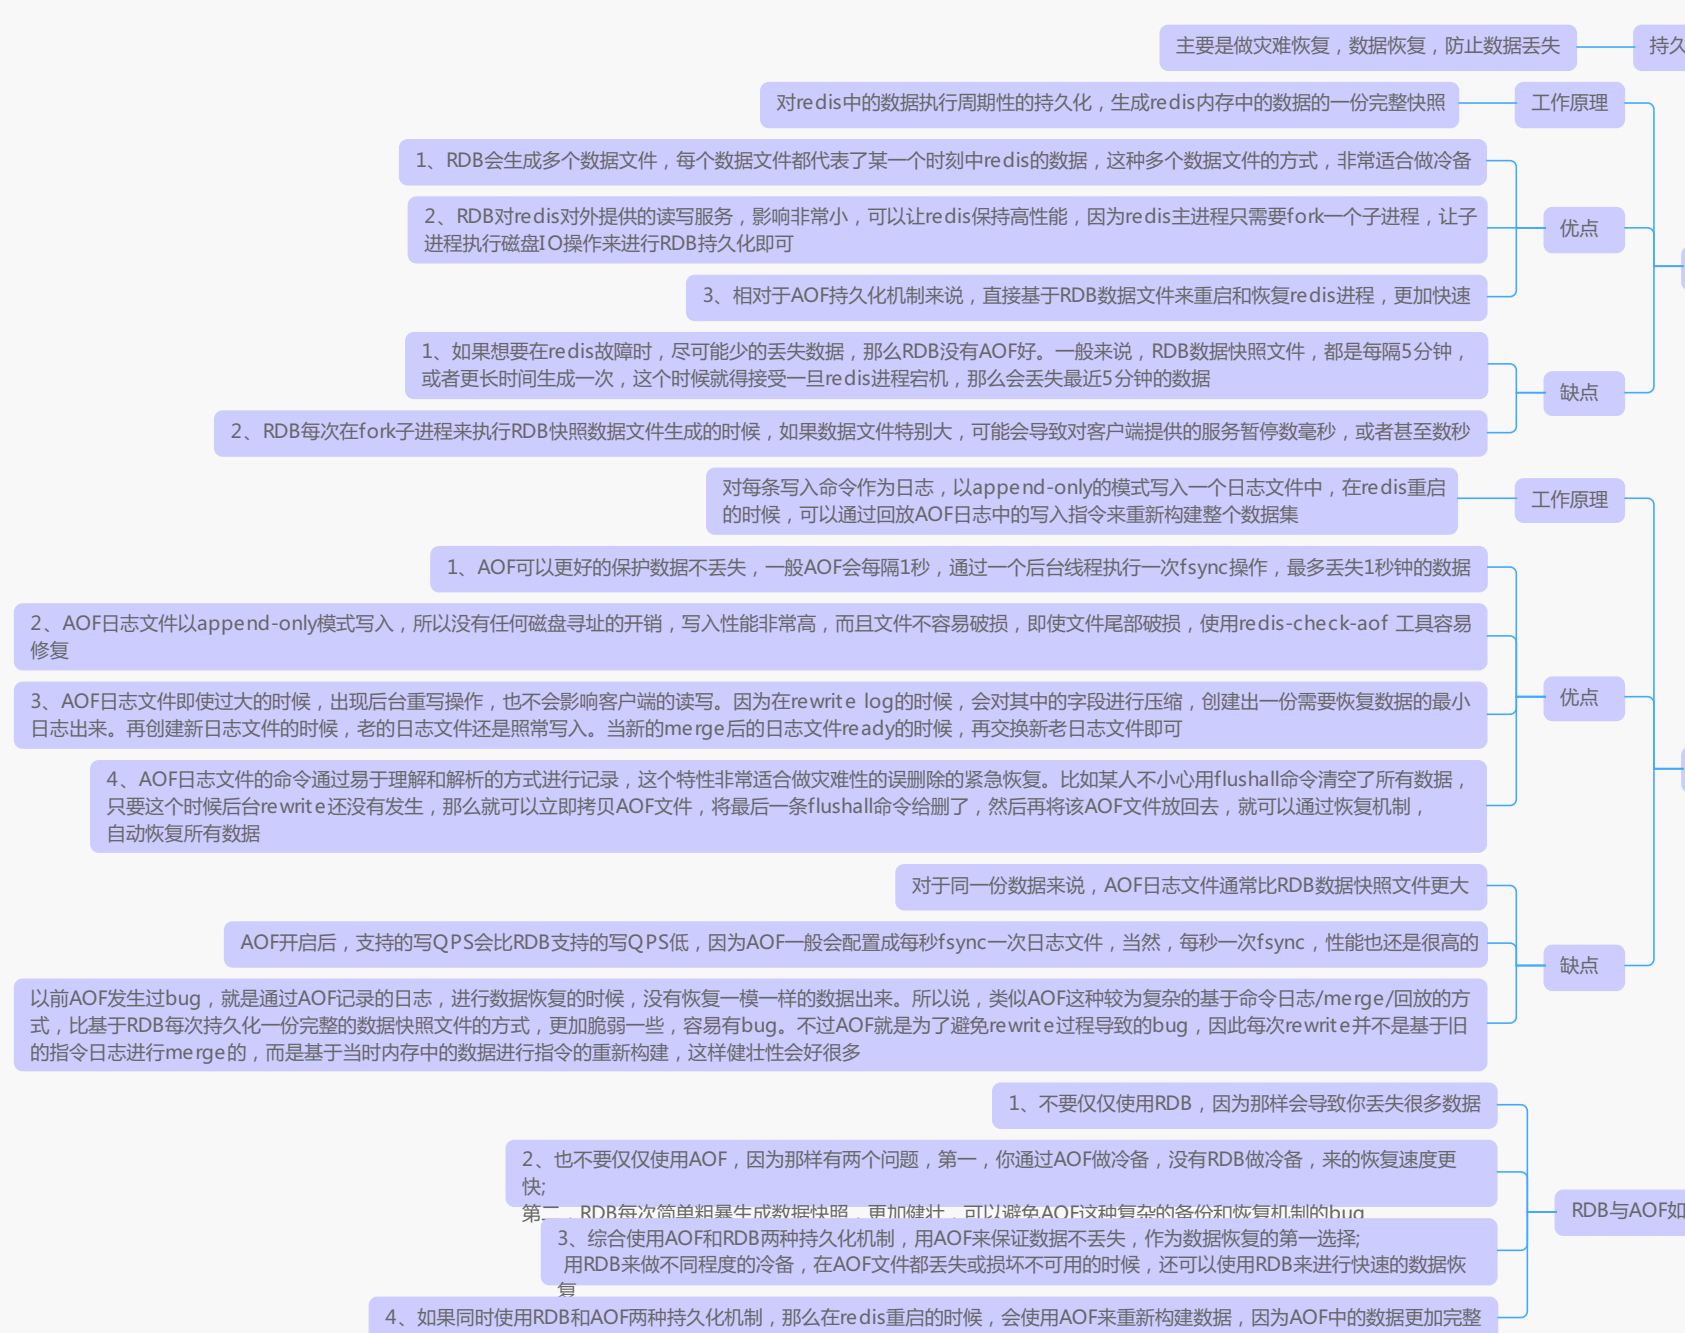 主要是做灾难恢复，数据恢复，防止数据丢失
持久
对redis中的数据执行周期性的持久化，生成redis内存中的数据的一份完整快照
工作原理
1、RDB会生成多个数据文件，每个数据文件都代表了某一个时刻中redis的数据，这种多个数据文件的方式，非常适合做冷备
2、RDB对redis对外提供的读写服务，影响非常小，可以让redis保持高性能，因为redis主进程只需要fork一个子进程，让子
进程执行磁盘IO操作来进行RDB持久化即可
优点
3、相对于AOF持久化机制来说，直接基于RDB数据文件来重启和恢复redis进程，更加快速
1、如果想要在redis故障时，尽可能少的丢失数据，那么RDB没有AOF好。一般来说，RDB数据快照文件，都是每隔5分钟，
或者更长时间生成一次，这个时候就得接受一旦redis进程宕机，那么会丢失最近5分钟的数据
缺点
2、RDB每次在fork子进程来执行RDB快照数据文件生成的时候，如果数据文件特别大，可能会导致对客户端提供的服务暂停数毫秒，或者甚至数秒
对每条写入命令作为日志，以append-only的模式写入一个日志文件中，在redis重启
的时候，可以通过回放AOF日志中的写入指令来重新构建整个数据集
工作原理
1、AOF可以更好的保护数据不丢失，一般AOF会每隔1秒，通过一个后台线程执行一次fsync操作，最多丢失1秒钟的数据
2、AOF日志文件以append-only模式写入，所以没有任何磁盘寻址的开销，写入性能非常高，而且文件不容易破损，即使文件尾部破损，使用redis-check-aof 工具容易
修复
3、AOF日志文件即使过大的时候，出现后台重写操作，也不会影响客户端的读写。因为在rewrite log的时候，会对其中的字段进行压缩，创建出一份需要恢复数据的最小
日志出来。再创建新日志文件的时候，老的日志文件还是照常写入。当新的merge后的日志文件ready的时候，再交换新老日志文件即可
优点
4、AOF日志文件的命令通过易于理解和解析的方式进行记录，这个特性非常适合做灾难性的误删除的紧急恢复。比如某人不小心用flushall命令清空了所有数据，
只要这个时候后台rewrite还没有发生，那么就可以立即拷贝AOF文件，将最后一条flushall命令给删了，然后再将该AOF文件放回去，就可以通过恢复机制，
自动恢复所有数据
对于同一份数据来说，AOF日志文件通常比RDB数据快照文件更大
AOF开启后，支持的写QPS会比RDB支持的写QPS低，因为AOF一般会配置成每秒fsync一次日志文件，当然，每秒一次fsync，性能也还是很高的
缺点
以前AOF发生过bug，就是通过AOF记录的日志，进行数据恢复的时候，没有恢复一模一样的数据出来。所以说，类似AOF这种较为复杂的基于命令日志/merge/回放的方
式，比基于RDB每次持久化一份完整的数据快照文件的方式，更加脆弱一些，容易有bug。不过AOF就是为了避免rewrite过程导致的bug，因此每次rewrite并不是基于旧
的指令日志进行merge的，而是基于当时内存中的数据进行指令的重新构建，这样健壮性会好很多
1、不要仅仅使用RDB，因为那样会导致你丢失很多数据
2、也不要仅仅使用AOF，因为那样有两个问题，第一，你通过AOF做冷备，没有RDB做冷备，来的恢复速度更
快;
第二，RDB每次简单粗暴生成数据快照，更加健壮，可以避免AOF这种复杂的备份和恢复机制的bug
RDB与AOF如
3、综合使用AOF和RDB两种持久化机制，用AOF来保证数据不丢失，作为数据恢复的第一选择;
用RDB来做不同程度的冷备，在AOF文件都丢失或损坏不可用的时候，还可以使用RDB来进行快速的数据恢
复
4、如果同时使用RDB和AOF两种持久化机制，那么在redis重启的时候，会使用AOF来重新构建数据，因为AOF中的数据更加完整